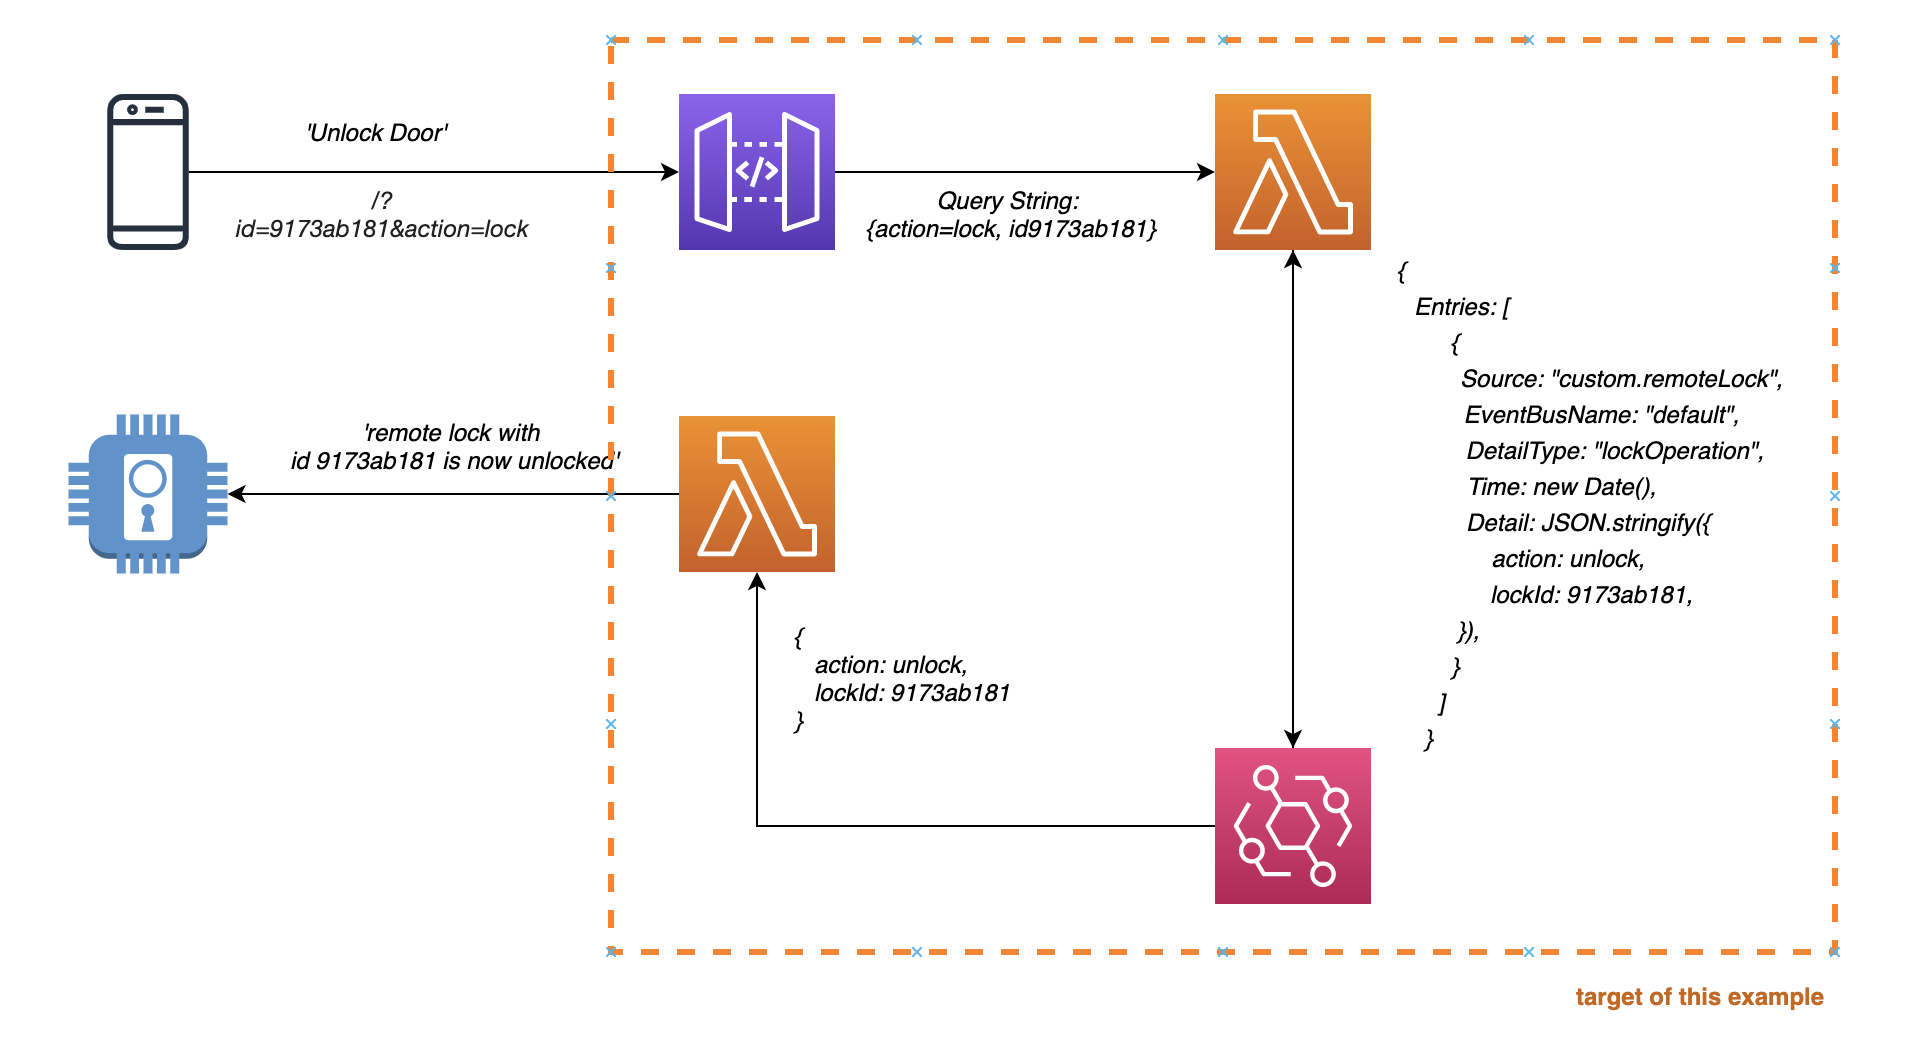 'Unlock Door'
/?
id=9173ab181&action=lock
</>
Query String:
{action=lock, id9173ab181}
{
Entries: [
{
Source: "custom.remoteLock",
EventBusName: "default",
DetailType: "lockOperation",
Time: new Date(),
Detail: JSON.stringify({
action: unlock,
lockId: 9173ab181,
}),
}
]
}
'remote lock with
id 9173ab181 is now unlocked'
{
action: unlock,
lockId: 9173ab181
}
target of this example